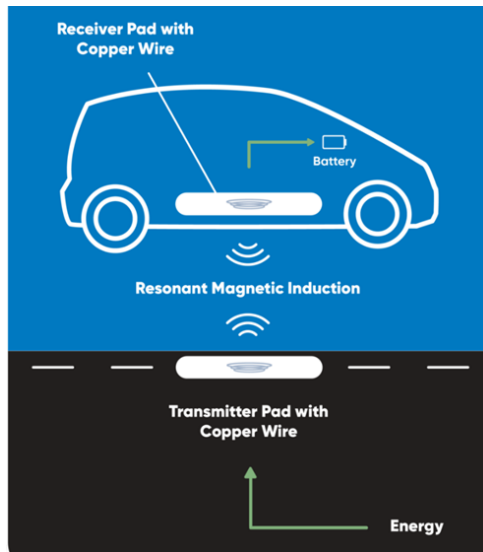 Receiver Pad with
Copper Wire
Battery
Resonant Magnetic Induction
Transmitter Pad with
Copper Wire
Energy